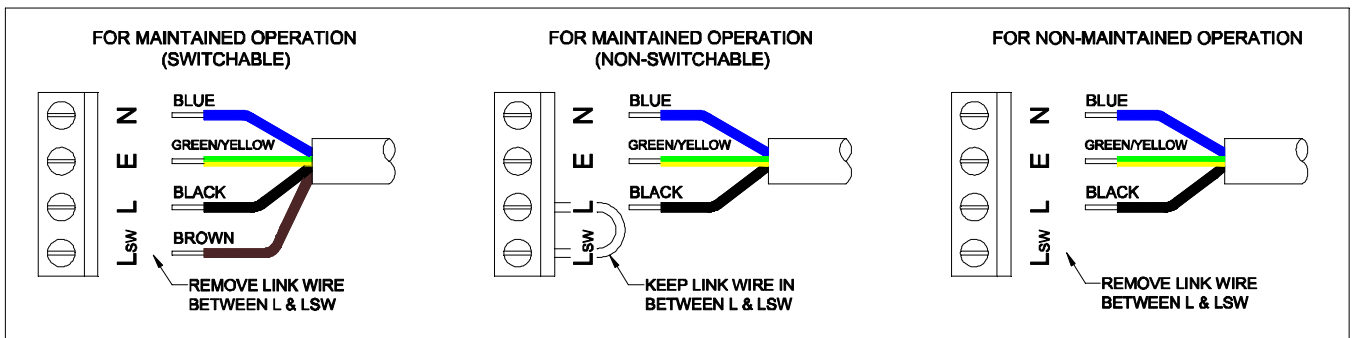 FOR MAINTAINED OPERATION
(SWITCHABLE)
N
BLUE
E
GREEN/YELLOW
L
BLACK
LSW
BROWN
REMOVE LINK WIRE
BETWEEN L & LSW
FOR MAINTAINED OPERATION
(NON-SWITCHABLE)
N
BLUE
E
GREEN/YELLOW
L
BLACK
LSW
KEEP LINK WIRE IN
BETWEEN L & LSW
FOR NON-MAINTAINED OPERATION
N
BLUE
E
GREEN/YELLOW
L
BLACK
LSW
REMOVE LINK WIRE
BETWEEN L & LSW